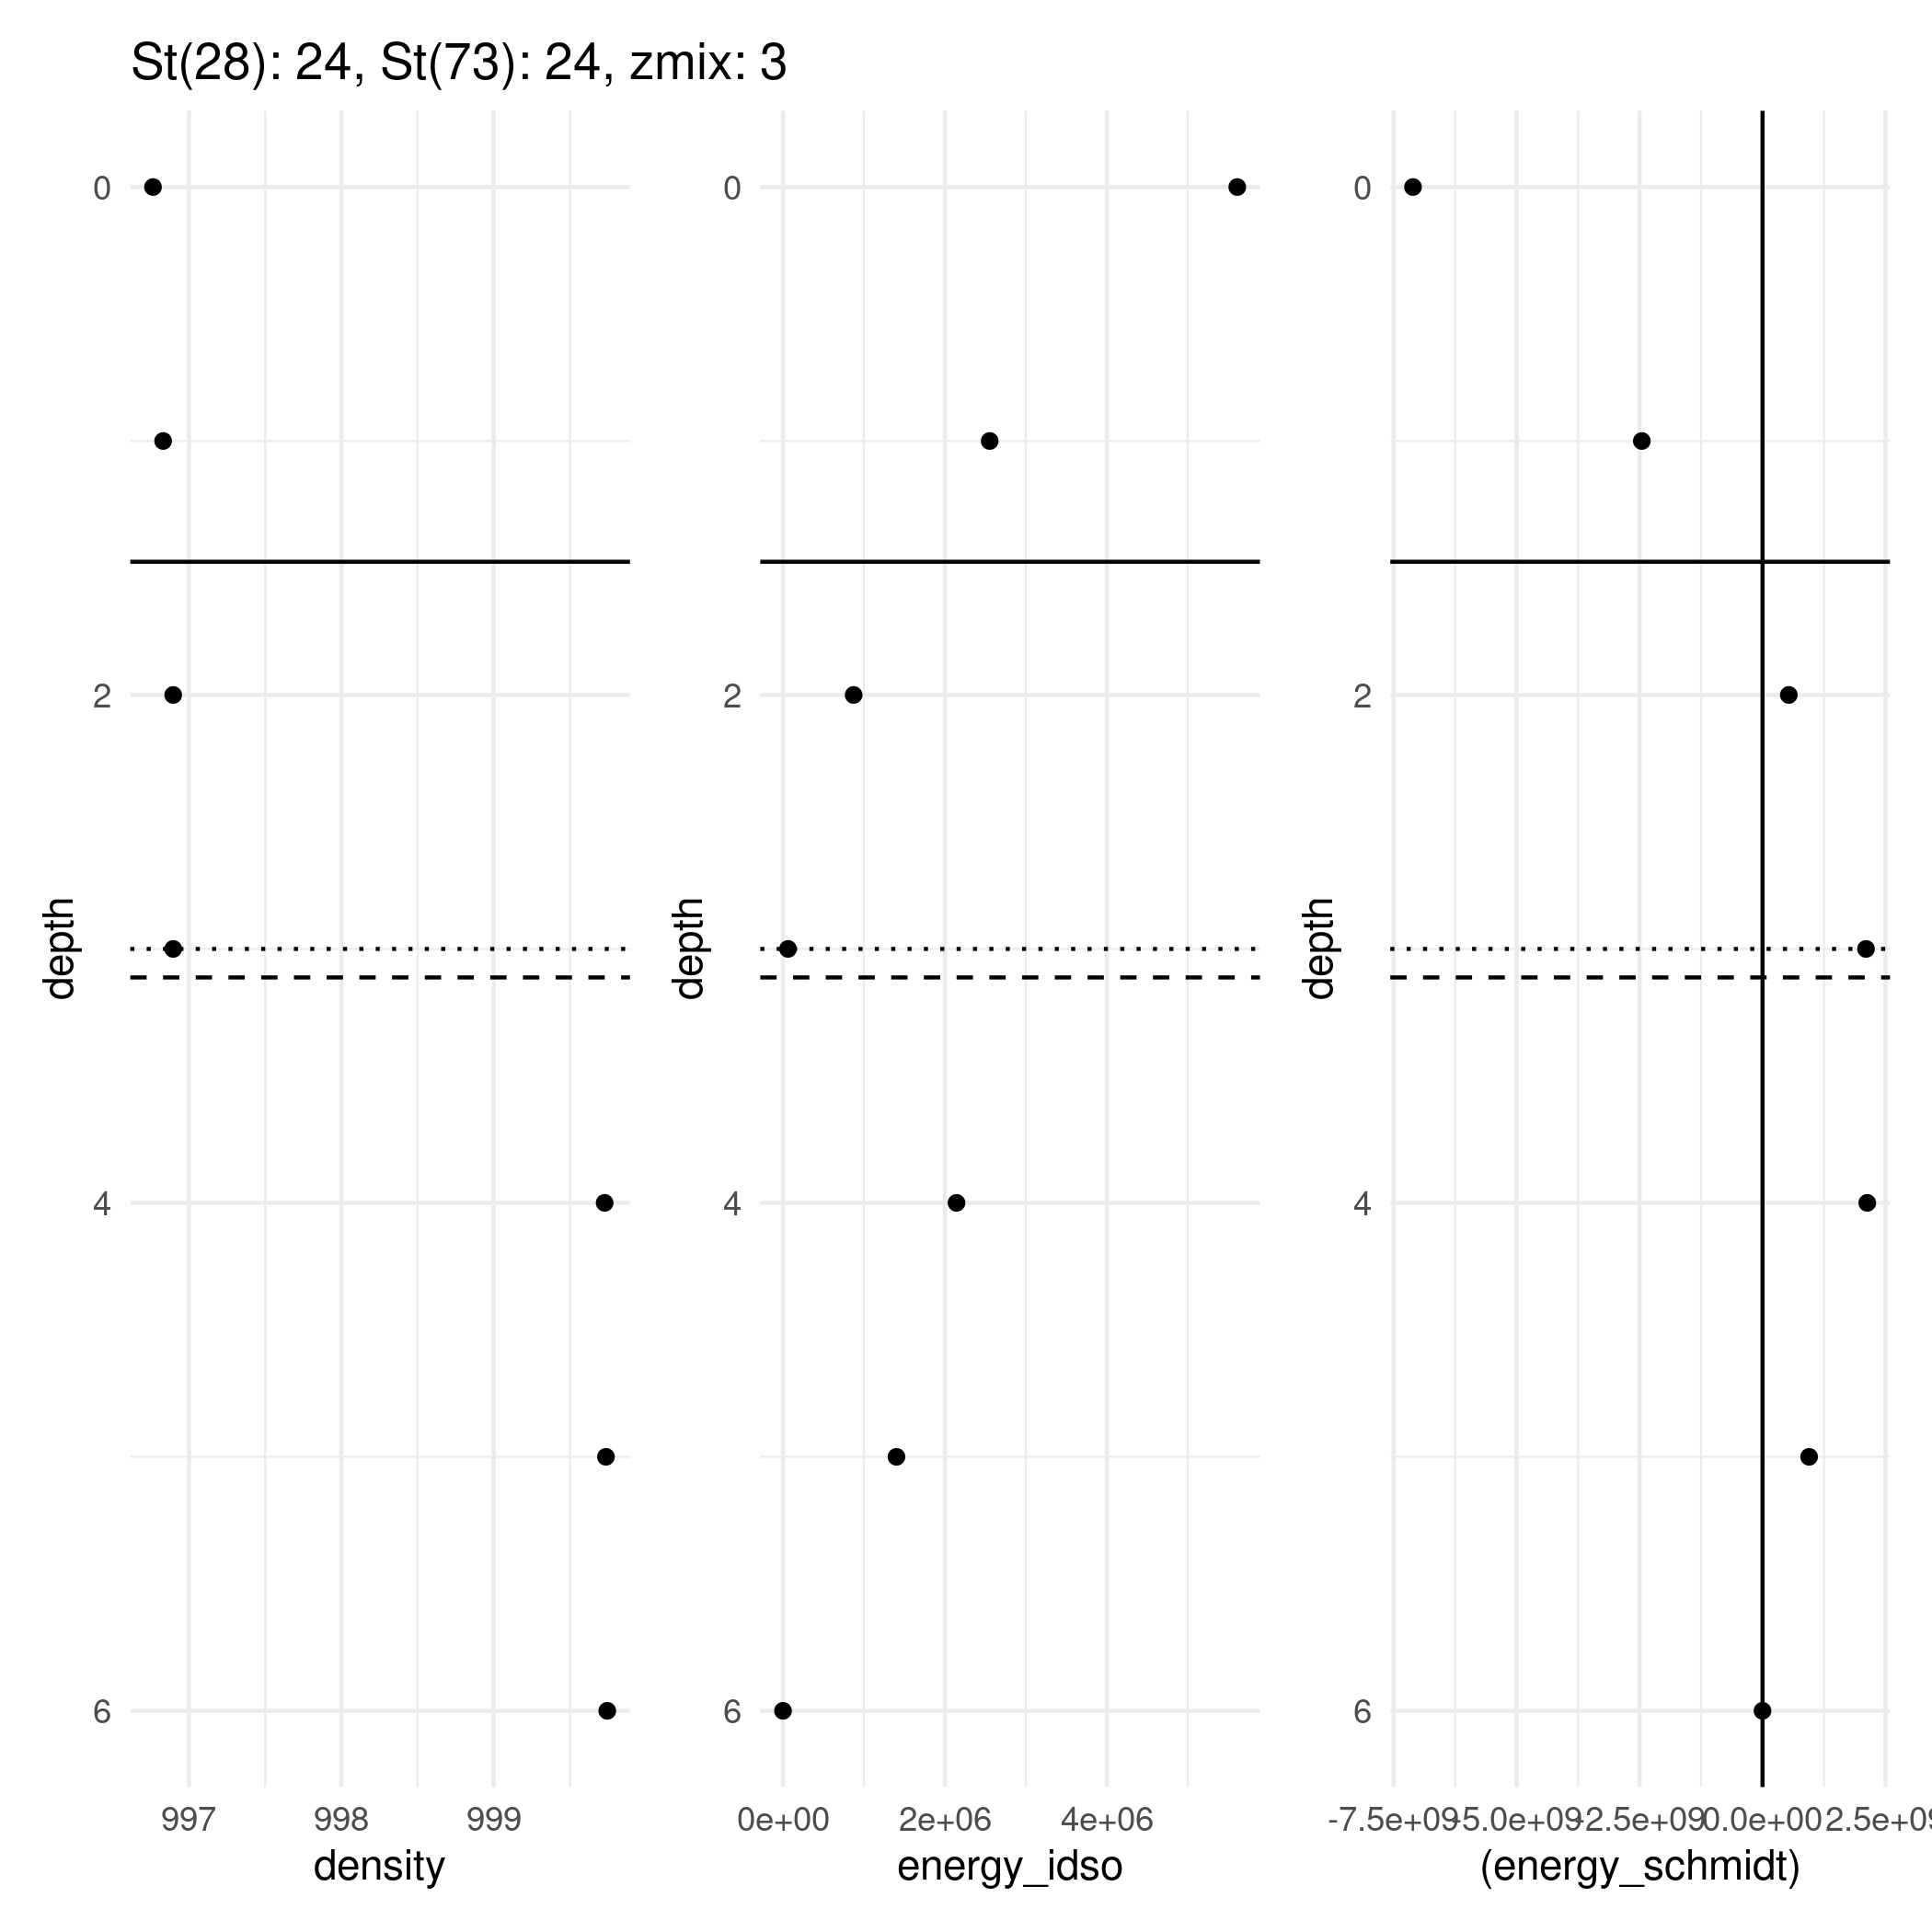 St(28): 24, St(73): 24, zmix: 3
depth
0
2
4
6
997 998 999
density
depth
0
2
4
6
0e+00 2e+06 4e+06
energy_idso
depth
0
2
4
6
-7.5e+09 -5.0e+09 -2.5e+09 0.0e+00 2.5e+09
(energy_schmidt)